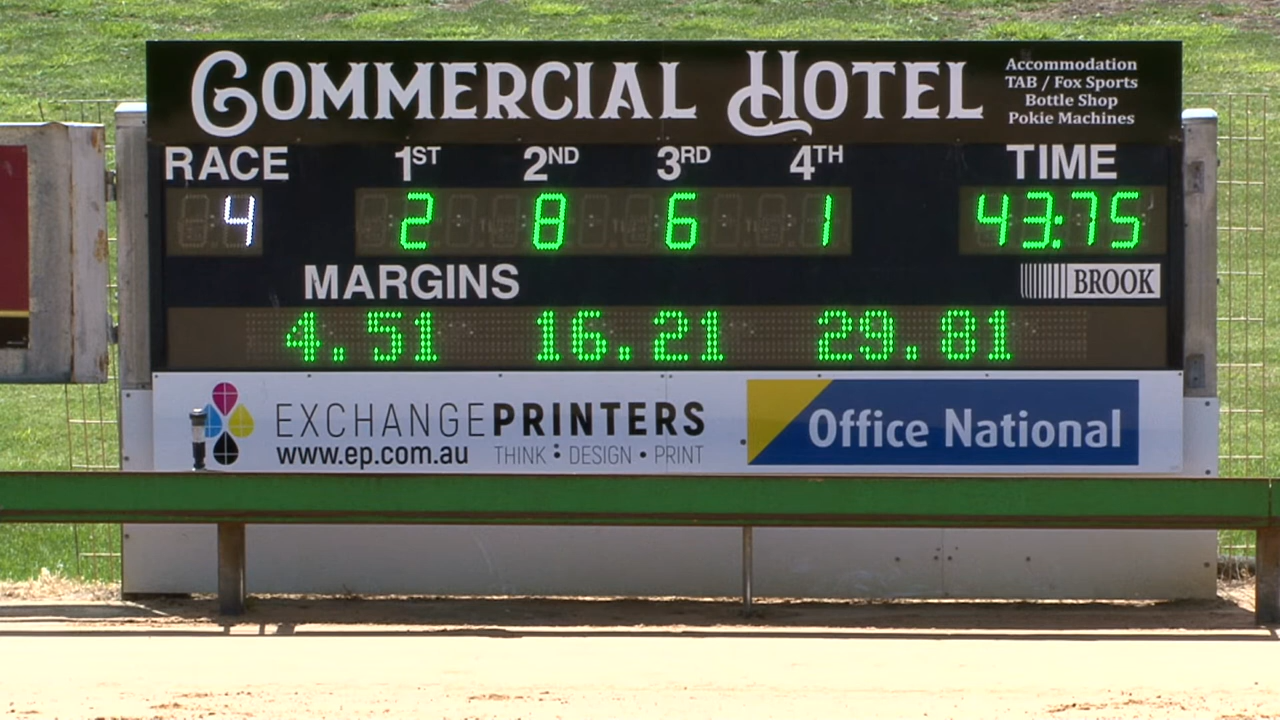 COMMERCIAL HOTEL
Accommodation
TAB / Fox Sports
Bottle Shop
Pokie Machines
RACE 1ST 2ND 3RD 4TH TIME
4 2 8 6 1 43:75
MARGINS
BROOK
4.51 16.21 29.81
EXCHANGEPRINTERS
www.ep.com.au THINK : DESIGN • PRINT
Office National